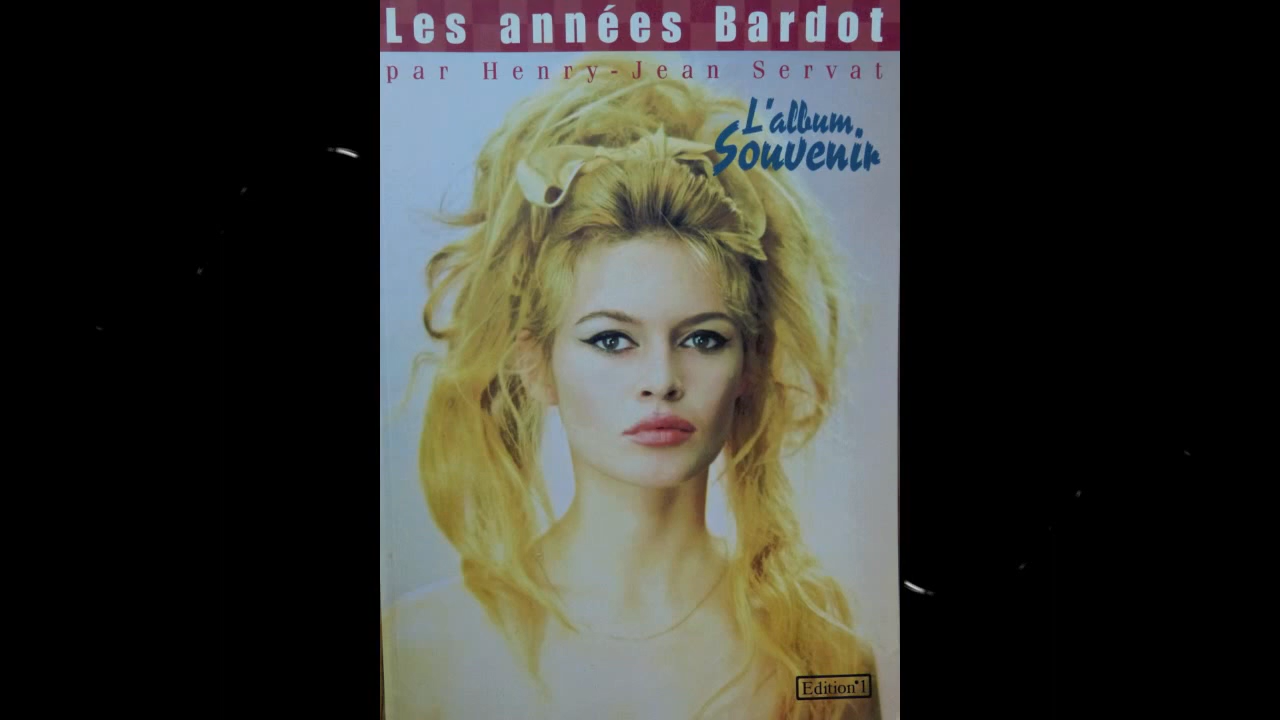 Les années Bardot
par Henry-Jean Servat
L'album
Souvenir
Edition°1